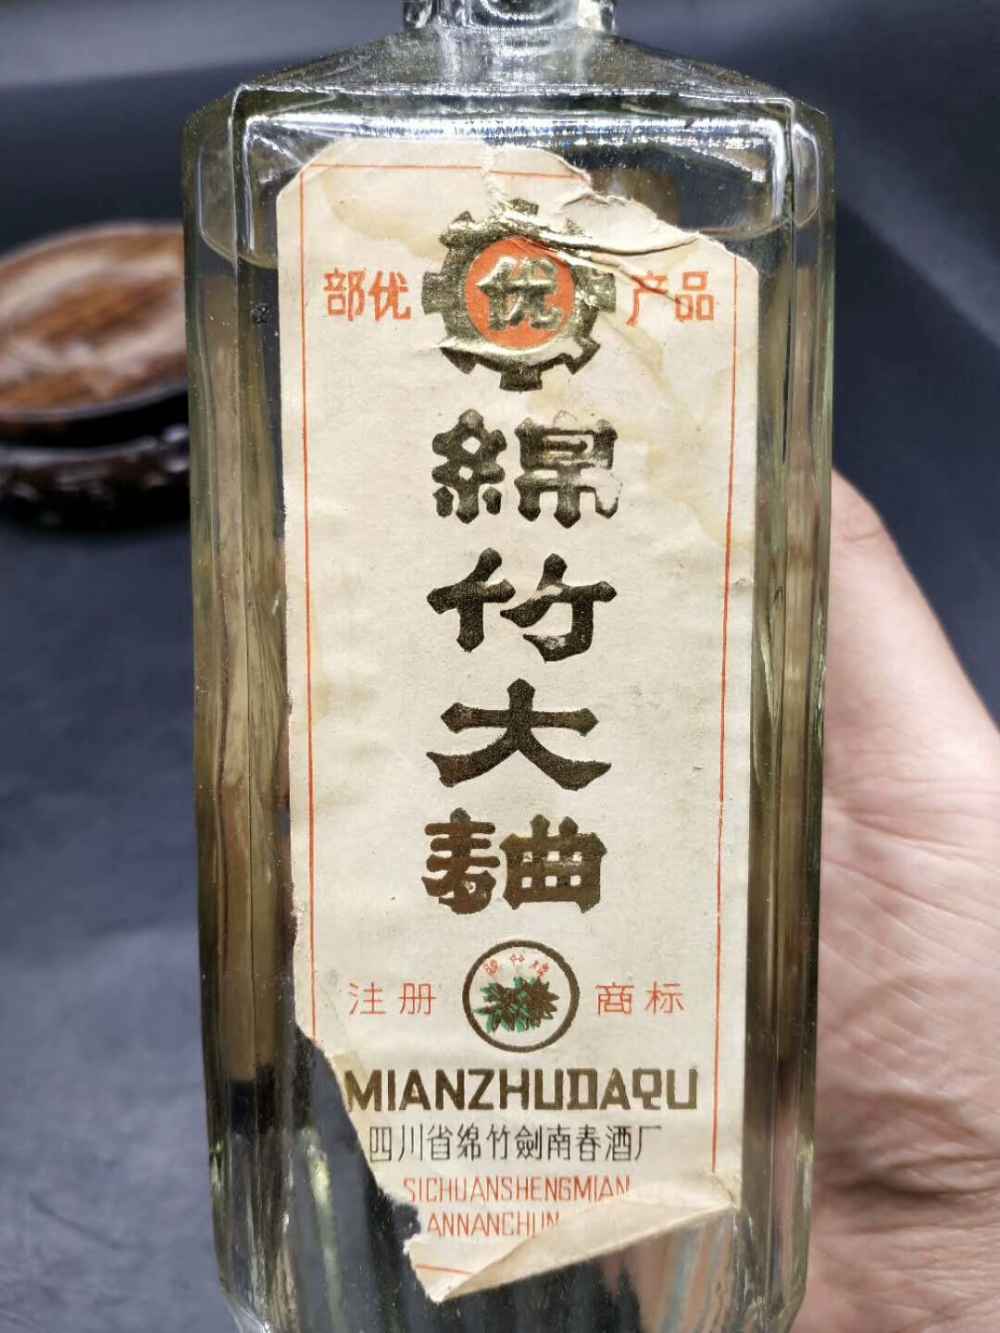 部优 优 产品
綿竹大麯
注册 商标
MIANZHUDAQU
四川省绵竹劍南春酒厂
SICHUANSHENGMIAN
ANNANCHUN